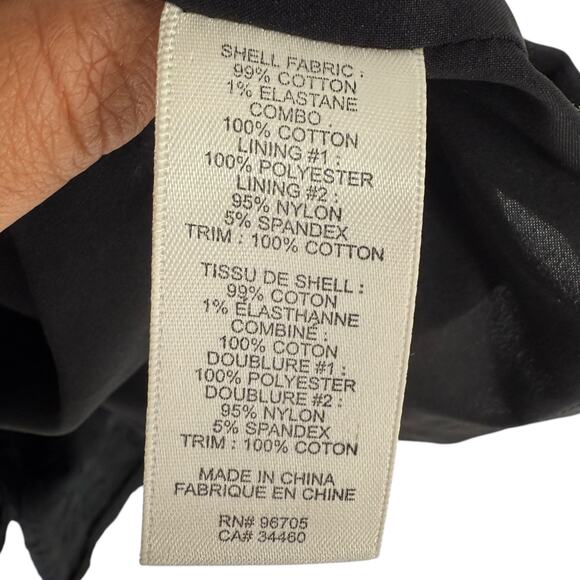 SHELL FABRIC :
99% COTTON
1% ELASTANE
COMBO :
100% COTTON
LINING #1 :
100% POLYESTER
LINING #2 :
95% NYLON
5% SPANDEX
TRIM : 100% COTTON
TISSU DE SHELL :
99% COTON
1% ÉLASTHANNE
COMBINÉ :
100% COTON
DOUBLURE #1 :
100% POLYESTER
DOUBLURE #2 :
95% NYLON
5% SPANDEX
TRIM : 100% COTON
MADE IN CHINA
FABRIQUE EN CHINE
RN# 96705
CA# 34460